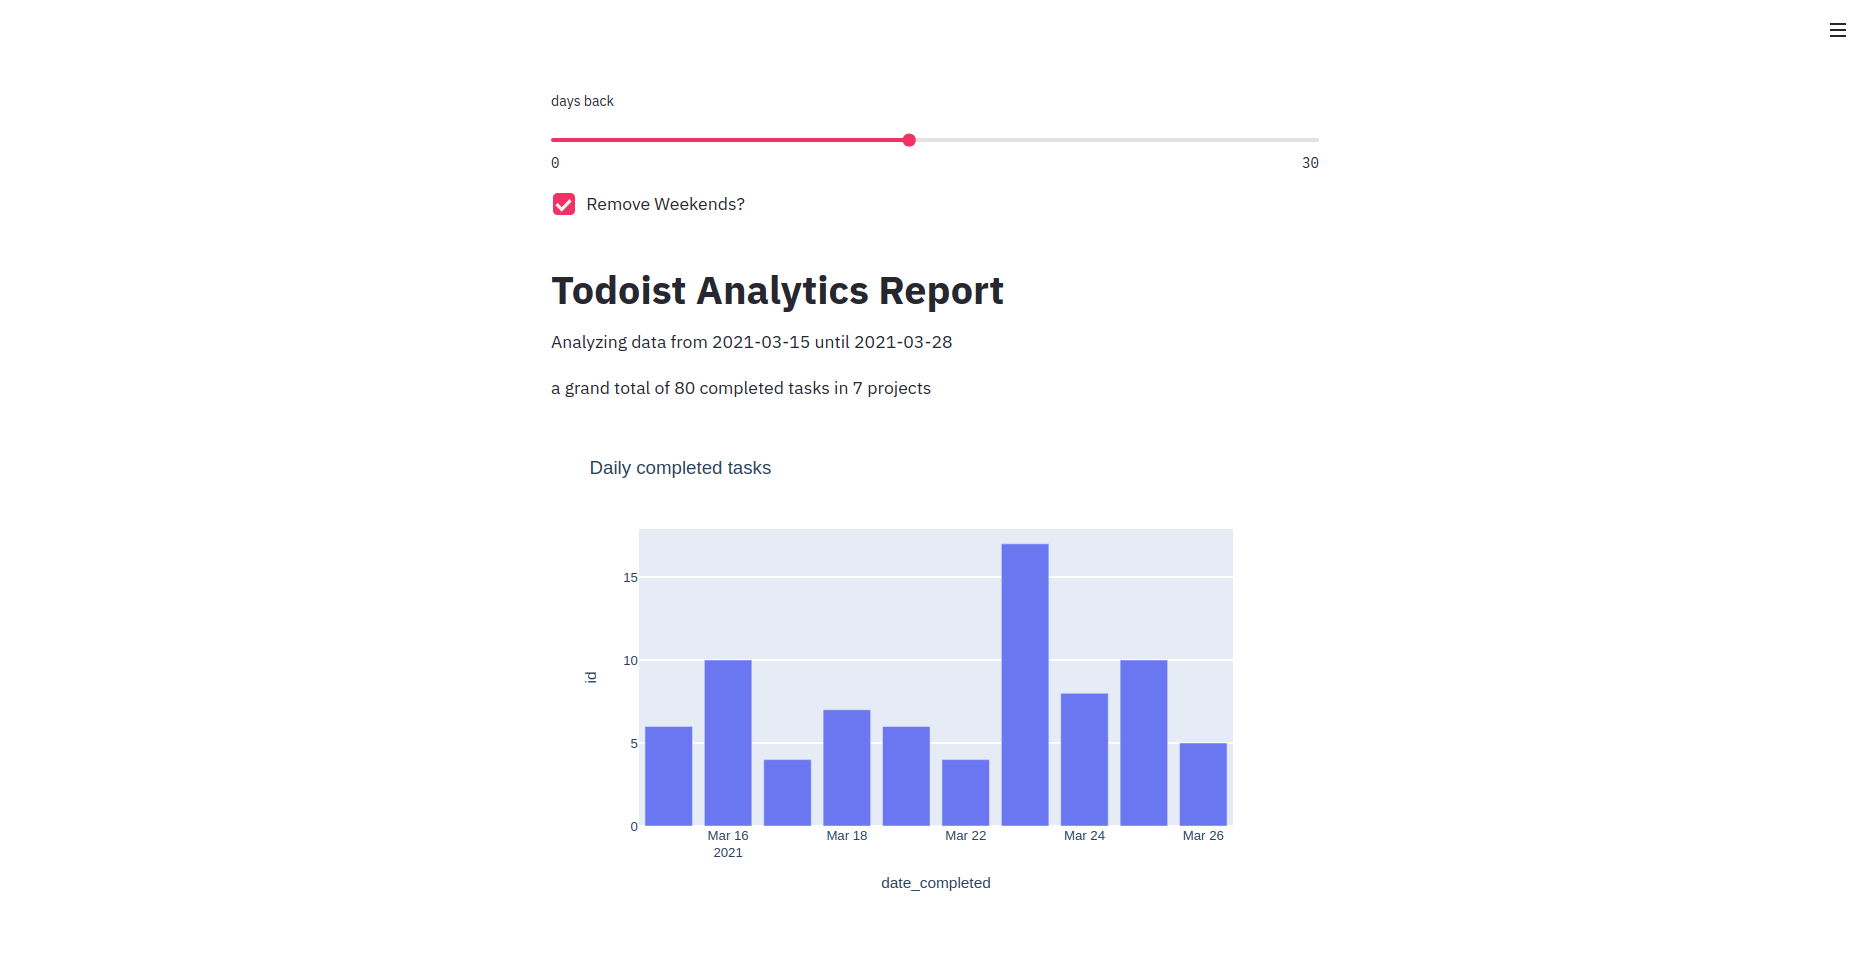 days back
0 30
Remove Weekends?
Todoist Analytics Report
Analyzing data from 2021-03-15 until 2021-03-28
a grand total of 80 completed tasks in 7 projects
Daily completed tasks
15
10
id
5
0
Mar 16 Mar 18 Mar 22 Mar 24 Mar 26
2021
date_completed